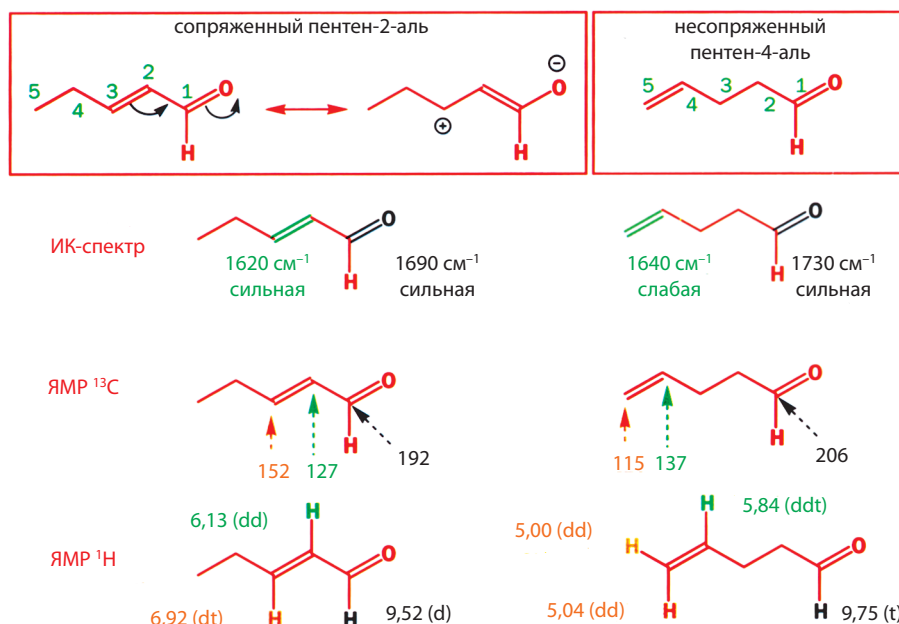 сопряженный пентен-2-аль
несопряженный
пентен-4-аль
5 4 3 2 1 O H
⊕ ⊖ O H
5 4 3 2 1 O H
ИК-спектр
O H
1620 см⁻¹
сильная
1690 см⁻¹
сильная
O H
1640 см⁻¹
слабая
1730 см⁻¹
сильная
ЯМР ¹³C
O H
152 127 192
O H
115 137 206
ЯМР ¹H
6,13 (dd)
H O
H H
6,92 (dt)
9,52 (d)
5,00 (dd)
5,84 (ddt)
H H O
H H
5,04 (dd)
9,75 (t)